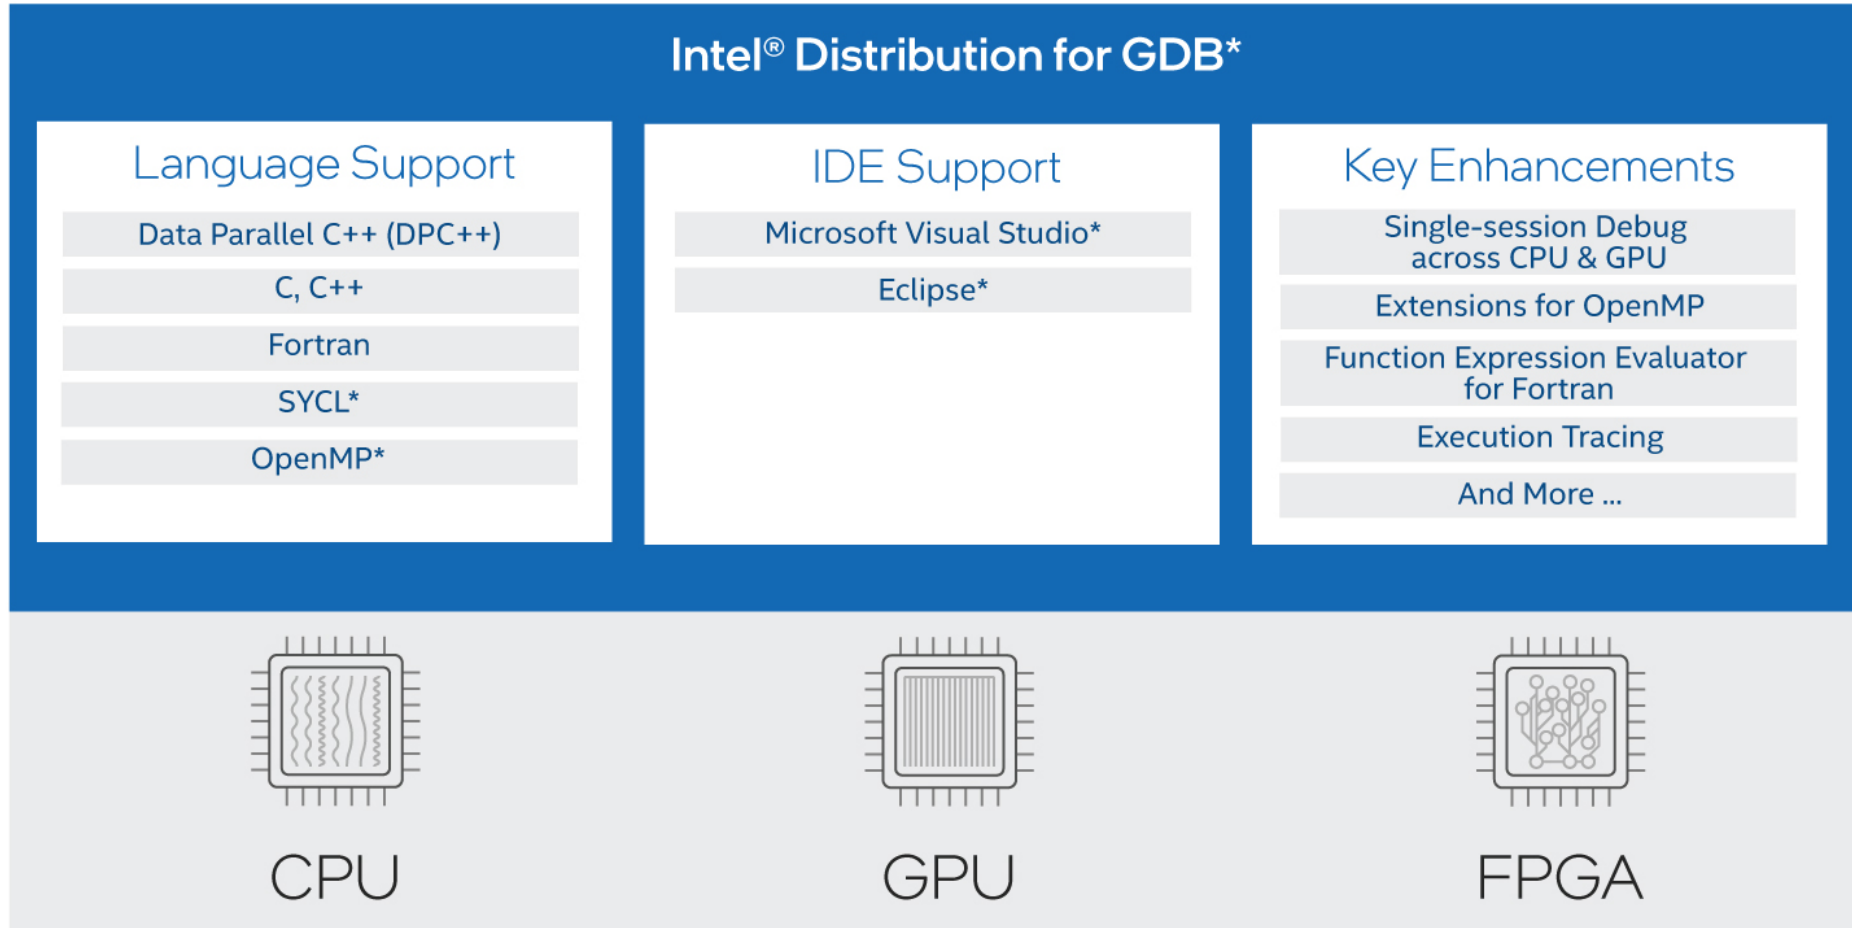 Intel® Distribution for GDB*
Language Support
Data Parallel C++ (DPC++)
C, C++
Fortran
SYCL*
OpenMP*
IDE Support
Microsoft Visual Studio*
Eclipse*
Key Enhancements
Single-session Debug
across CPU & GPU
Extensions for OpenMP
Function Expression Evaluator
for Fortran
Execution Tracing
And More ...
CPU
GPU
FPGA